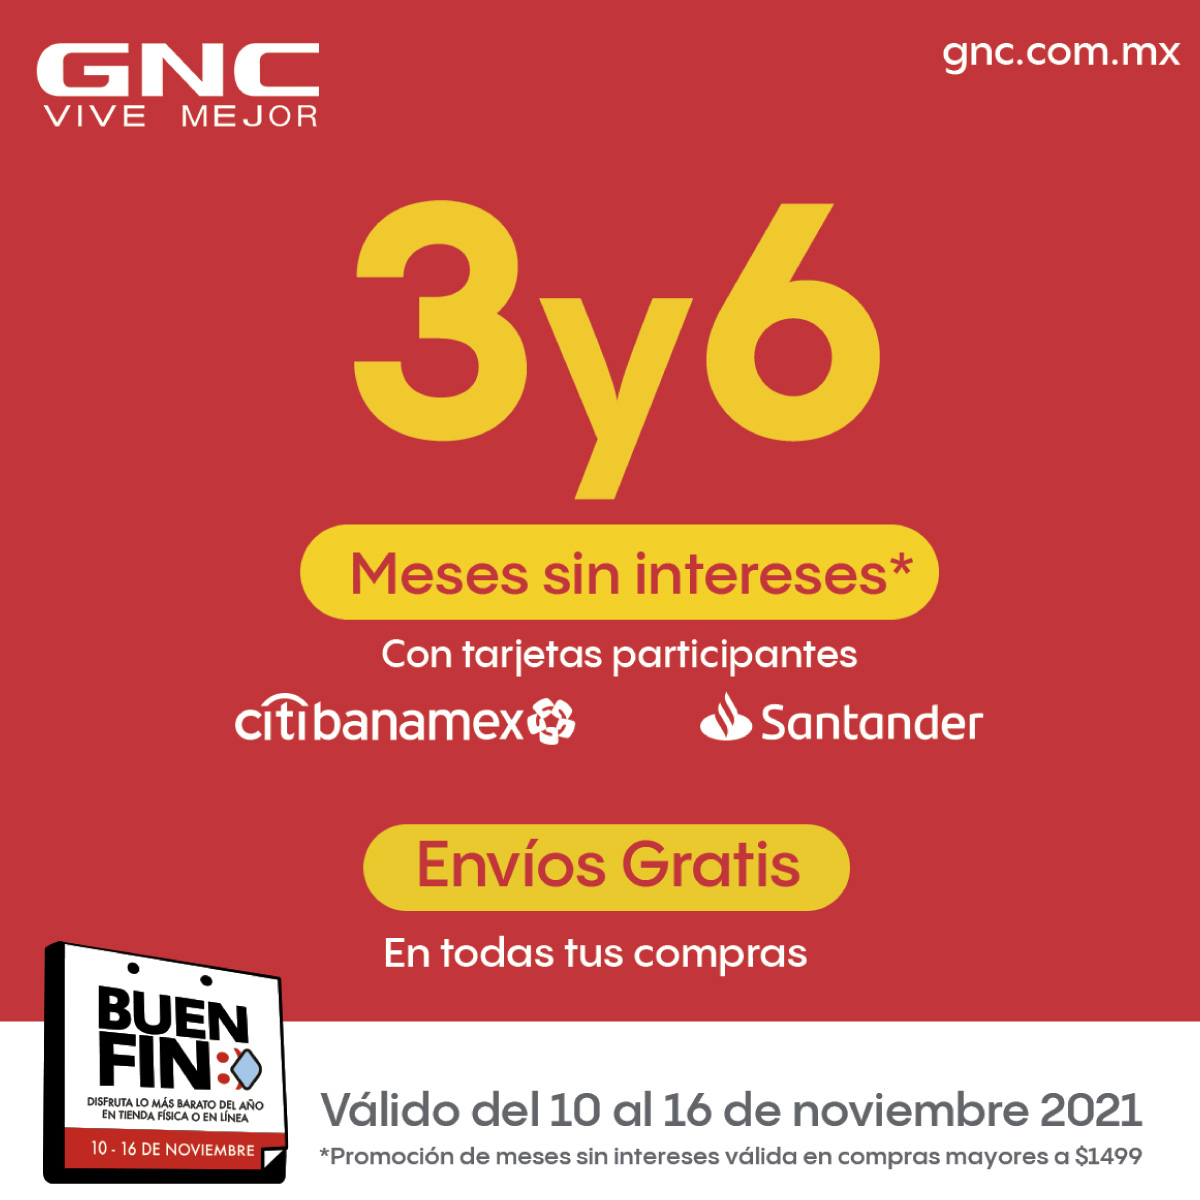 GNC
VIVE MEJOR
gnc.com.mx
3y6
Meses sin intereses*
Con tarjetas participantes
citibanamex
Santander
Envíos Gratis
En todas tus compras
BUEN
FIN
DISFRUTA LO MÁS BARATO DEL AÑO
EN TIENDA FÍSICA O EN LÍNEA
10 - 16 DE NOVIEMBRE
Válido del 10 al 16 de noviembre 2021
*Promoción de meses sin intereses válida en compras mayores a $1499